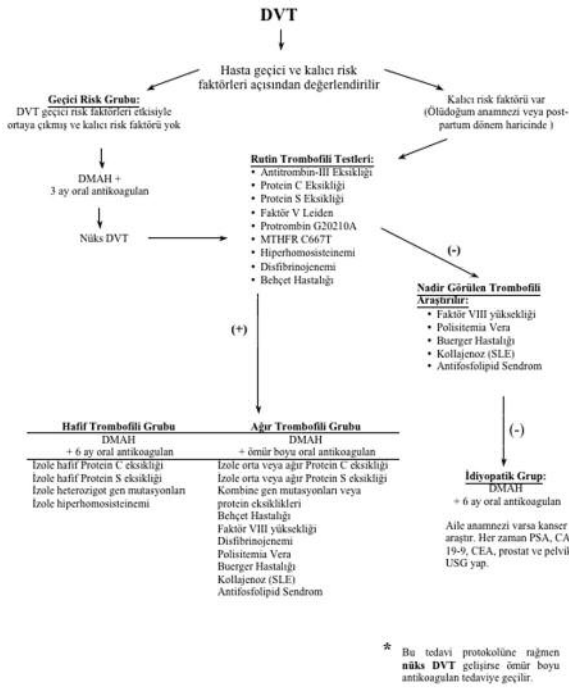 DVT
Hasta geçici ve kalıcı risk
faktörleri açısından değerlendirilir
Geçici Risk Grubu:
DVT geçici risk faktörleri etkisiyle
ortaya çıkmış ve kalıcı risk faktörü yok
Kalıcı risk faktörü var
(Ölüdoğum anamnezi veya post-
partum dönem haricinde )
DMAH +
3 ay oral antikoagulan
Nüks DVT
Rutin Trombofili Testleri:
• Antitrombin-III Eksikliği
• Protein C Eksikliği
• Protein S Eksikliği
• Faktör V Leiden
• Protrombin G20210A
• MTHFR C667T
• Hiperhomosisteinemi
• Disfibrinojenemi
• Behçet Hastalığı
(-)
Nadir Görülen Trombofili
Araştırılır:
• Faktör VIII yüksekliği
• Polisitemia Vera
• Buerger Hastalığı
• Kollajenoz (SLE)
• Antifosfolipid Sendrom
(+)
Hafif Trombofili Grubu
DMAH
+ 6 ay oral antikoagulan
İzole hafif Protein C eksikliği
İzole hafif Protein S eksikliği
İzole heterozigot gen mutasyonları
İzole hiperhomosisteinemi
Ağır Trombofili Grubu
DMAH
+ ömür boyu oral antikoagulan
İzole orta veya ağır Protein C eksikliği
İzole orta veya ağır Protein S eksikliği
Kombine gen mutasyonları veya
protein eksiklikleri
Behçet Hastalığı
Faktör VIII yüksekliği
Disfibrinojenemi
Polisitemia Vera
Buerger Hastalığı
Kollajenoz (SLE)
Antifosfolipid Sendrom
(-)
İdiyopatik Grup:
DMAH
+ 6 ay oral antikoagulan
Aile anamnezi varsa kanser
araştır. Her zaman PSA, CA
19-9, CEA, prostat ve pelvik
USG yap.
* Bu tedavi protokolüne rağmen
nüks DVT gelişirse ömür boyu
antikoagulan tedaviye geçilir.